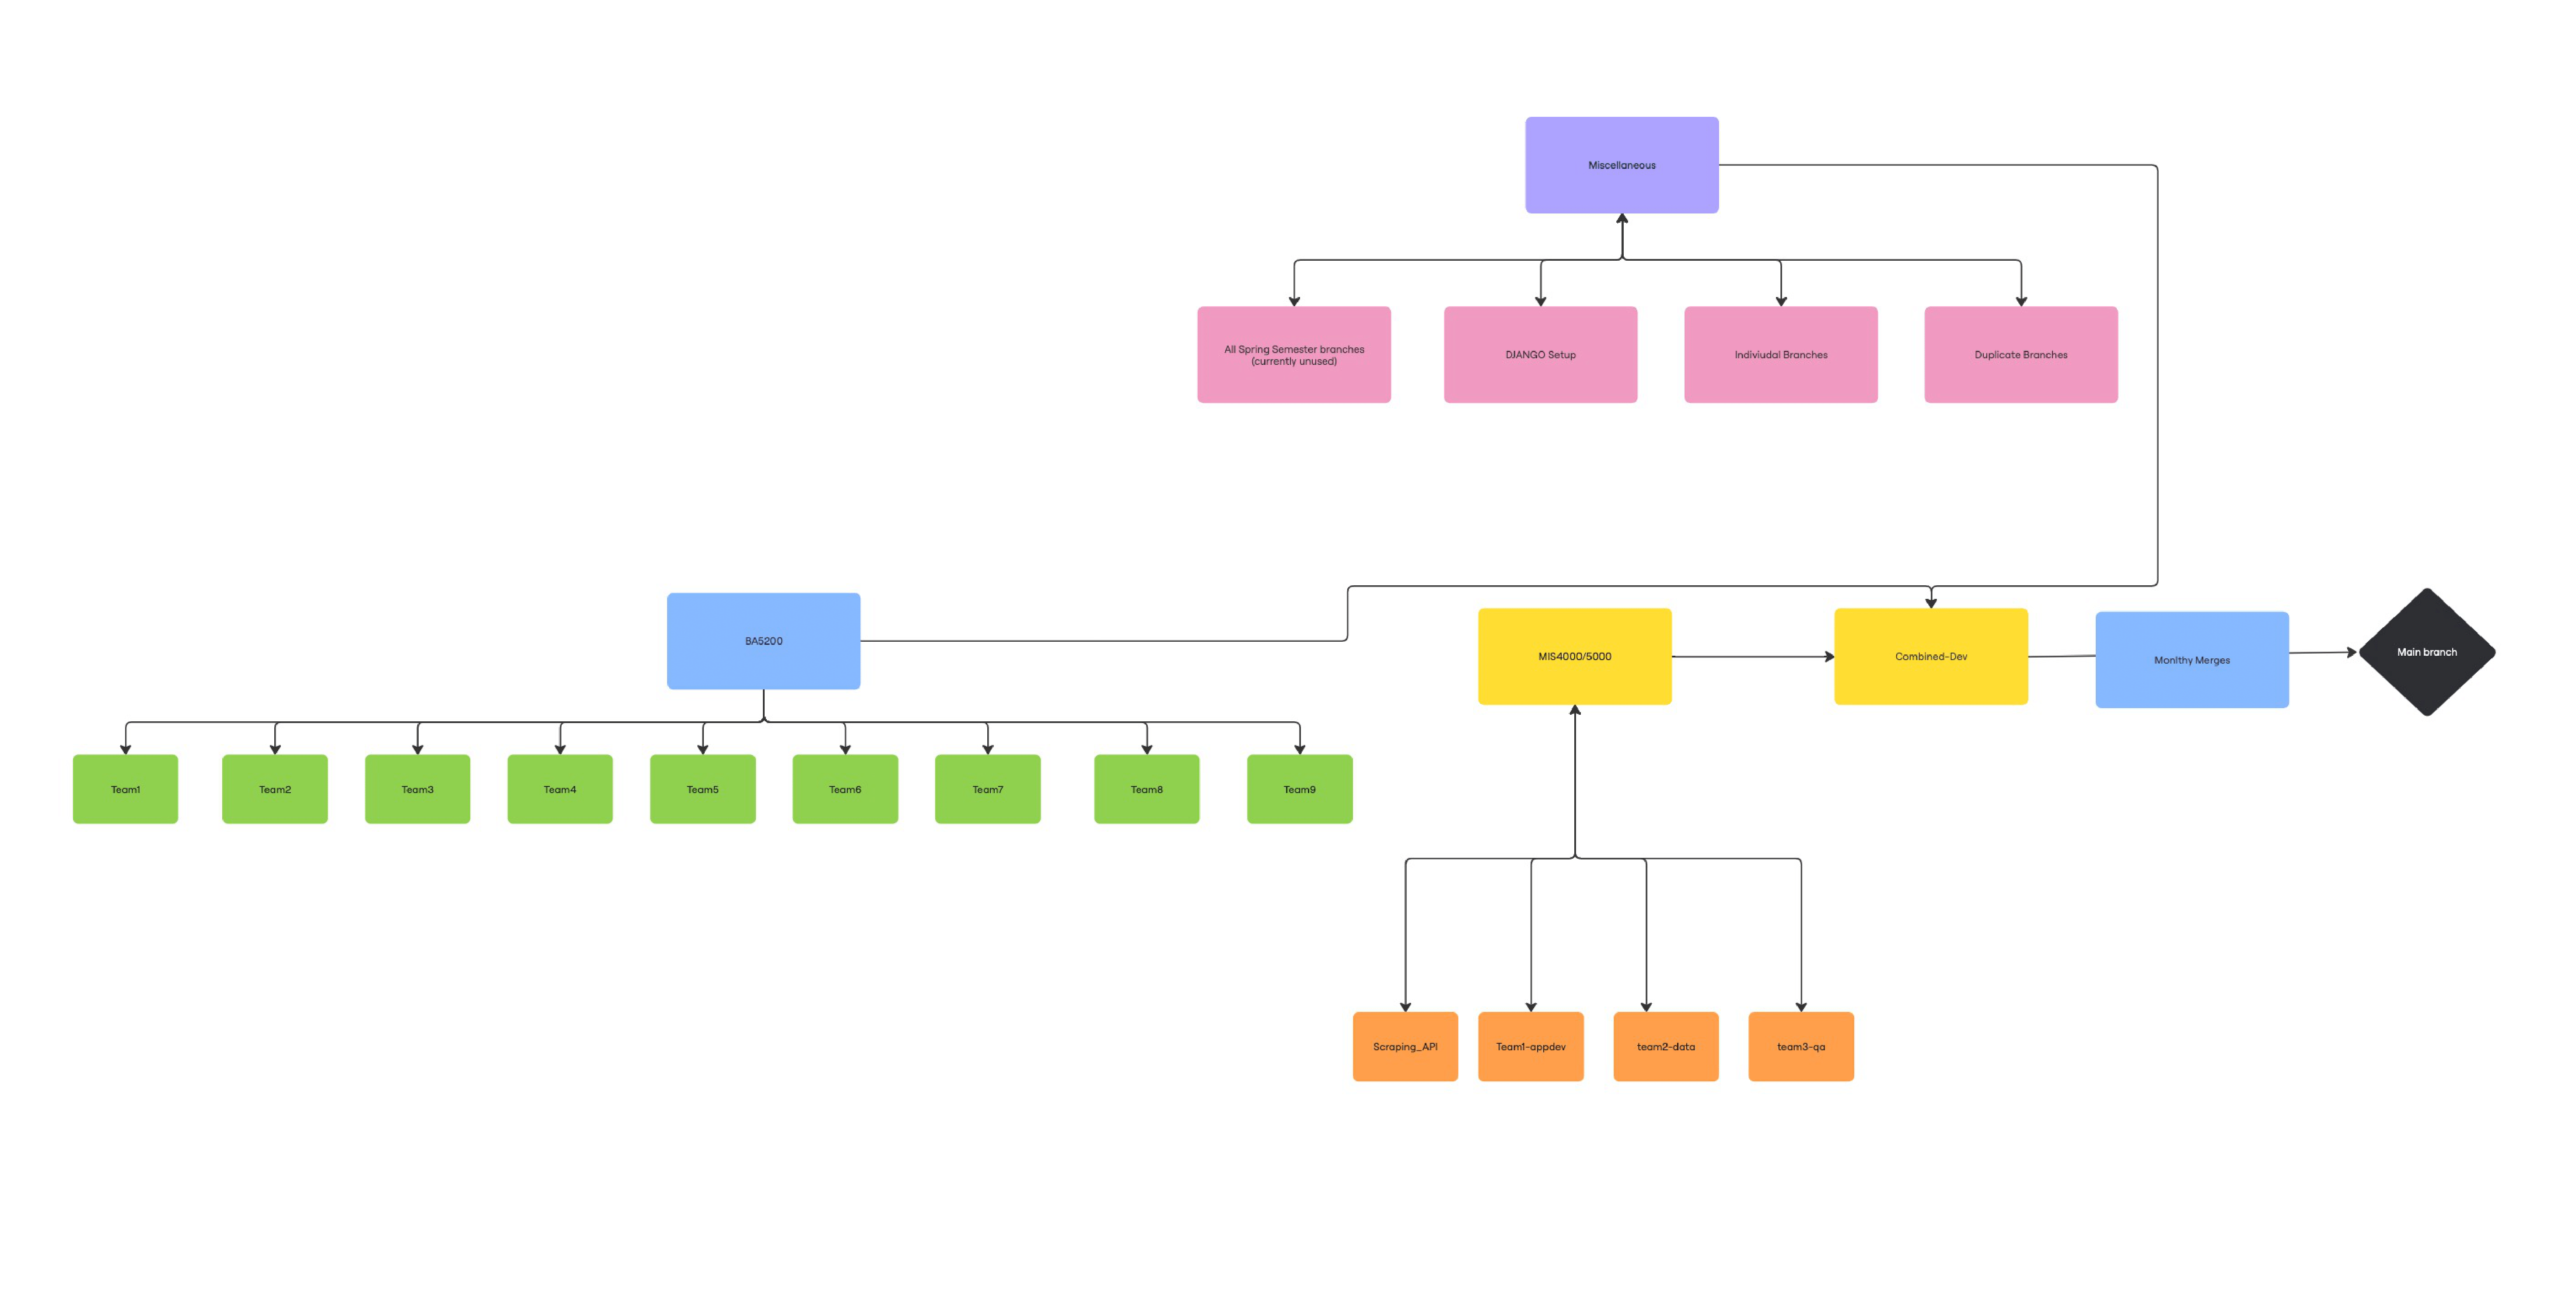 Miscellaneous
All Spring Semester branches
(currently unused)
DJANGO Setup
Indiviudal Branches
Duplicate Branches
BA5200
MIS4000/5000
Combined-Dev
Monlthy Merges
Main branch
Team1
Team2
Team3
Team4
Team5
Team6
Team7
Team8
Team9
Scraping_API
Team1-appdev
team2-data
team3-qa